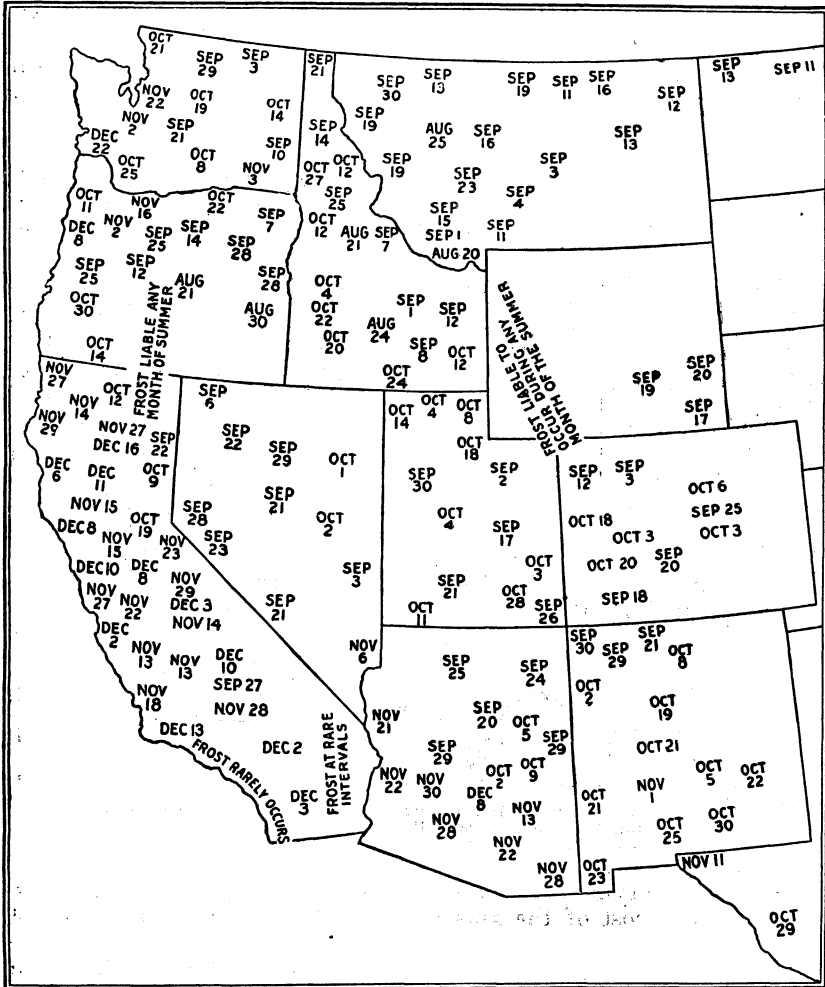 OCT
21
SEP
29
SEP
3
NOV
22
OCT
19
OCT
14
NOV
2
SEP
21
DEC
22
SEP
10
OCT
25
OCT
8
NOV
3
OCT
11
NOV
16
OCT
22
SEP
7
DEC
8
NOV
2
SEP
25
SEP
14
SEP
28
SEP
25
SEP
12
AUG
21
SEP
28
OCT
30
AUG
30
OCT
14
FROST LIABLE ANY
MONTH OF SUMMER
SEP
21
SEP
14
OCT
27
OCT
12
SEP
25
OCT
12
AUG
21
SEP
7
OCT
4
OCT
22
SEP
1
SEP
12
OCT
20
AUG
24
SEP
8
OCT
12
OCT
24
SEP
30
SEP
13
SEP
19
SEP
11
SEP
16
SEP
12
SEP
19
AUG
25
SEP
16
SEP
13
SEP
19
SEP
23
SEP
3
SEP
4
SEP
15
SEP 1
SEP
11
AUG 20
SEP
13
SEP 11
FROST LIABLE TO
OCCUR DURING ANY
MONTH OF THE SUMMER
SEP
19
SEP
20
SEP
17
NOV
27
OCT
12
NOV
14
NOV
29
NOV 27
DEC 16
SEP
22
DEC
6
DEC
11
OCT
9
NOV 15
DEC 8
OCT
19
NOV
15
NOV
23
DEC 10
DEC
8
NOV
29
NOV
27
NOV
22
DEC 3
NOV 14
DEC
2
NOV
13
NOV
13
DEC
10
SEP 27
NOV
18
NOV 28
DEC 13
DEC 2
DEC
3
FROST RARELY OCCURS
FROST AT RARE
INTERVALS
SEP
6
SEP
22
SEP
29
OCT
1
SEP
21
SEP
28
OCT
2
SEP
23
SEP
3
SEP
21
NOV
6
OCT
14
OCT
4
OCT
8
OCT
18
SEP
30
SEP
2
OCT
4
SEP
17
OCT
3
SEP
21
OCT
28
SEP
26
OCT
11
SEP
12
SEP
3
OCT 6
OCT 18
SEP 25
OCT 3
OCT 3
OCT 20
SEP
20
SEP 18
SEP
25
SEP
24
NOV
21
SEP
20
OCT
5
SEP
29
SEP
29
NOV
22
NOV
30
OCT
2
OCT
9
DEC
8
NOV
13
NOV
28
NOV
22
NOV
28
SEP
30
SEP
29
SEP
21
OCT
8
OCT
2
OCT
19
OCT 21
OCT
5
OCT
22
OCT
21
NOV
1
OCT
25
OCT
30
OCT
23
NOV 11
OCT
29